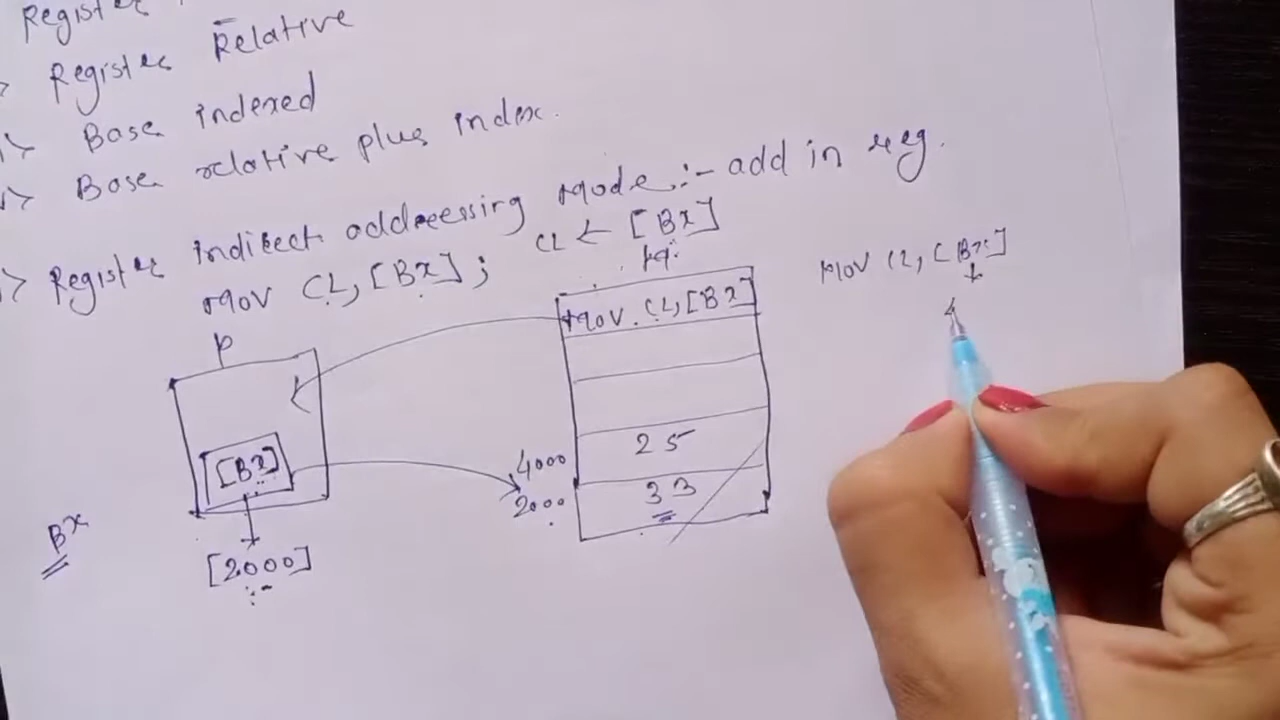 Register
> Register Relative
> Base indexed
> Base relative plus index.
> Register indirect addressing mode :- add in reg.
MOV CL, [BX] ; CL ← [BX]
MOV CL, [BX]
MOV CL, [BX]
P
[BX]
4000 25
2000 33
BX
[2000]